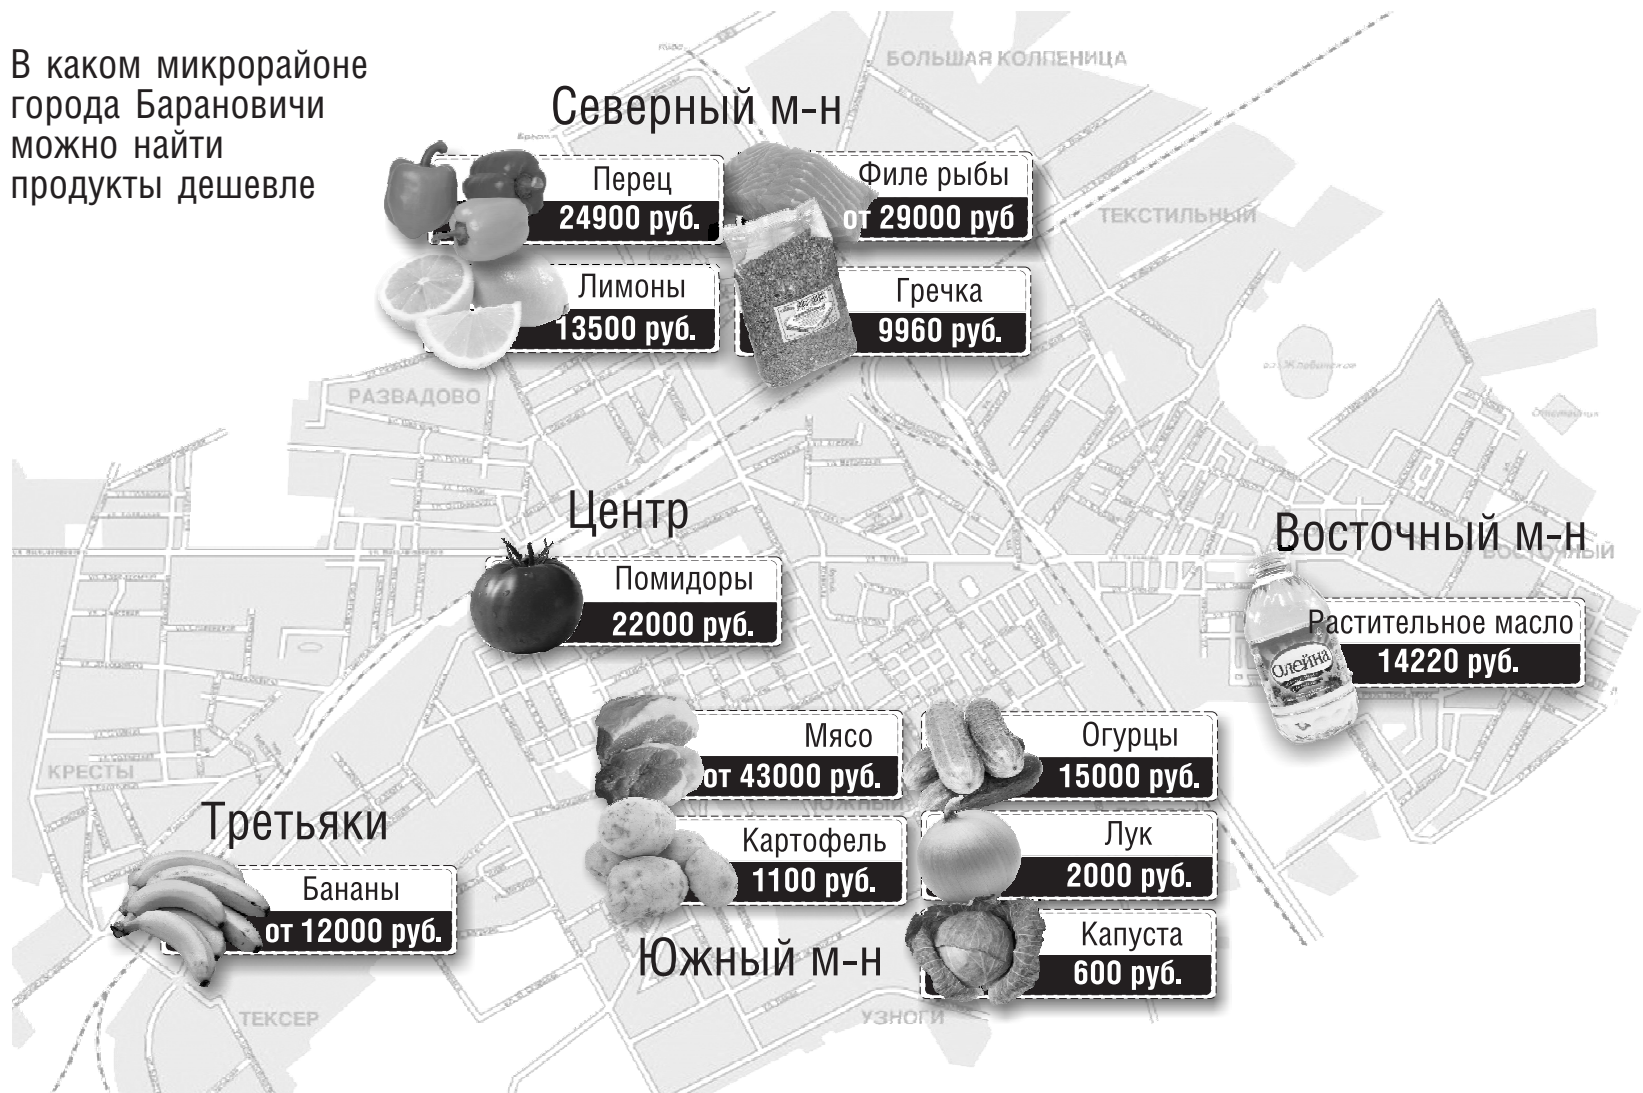 В каком микрорайоне
города Барановичи
можно найти
продукты дешевле
БОЛЬШАЯ КОЛПЕНИЦА
Северный м-н
Перец
24900 руб.
Филе рыбы
от 29000 руб
Лимоны
13500 руб.
Гречка
9960 руб.
ТЕКСТИЛЬНЫЙ
РАЗВАДОВО
Центр
Помидоры
22000 руб.
Восточный м-н
ВОСТОЧНЫЙ
Растительное масло
14220 руб.
Олейна
Мясо
от 43000 руб.
Огурцы
15000 руб.
ЮЖНЫЙ
Картофель
1100 руб.
Лук
2000 руб.
Капуста
600 руб.
Южный м-н
КРЕСТЫ
Третьяки
Бананы
от 12000 руб.
ТЕКСЕР
УЗНОГИ